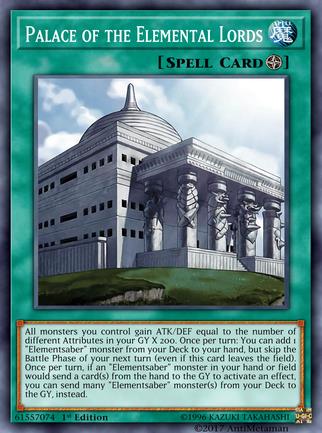 PALACE OF THE ELEMENTAL LORDS
[SPELL CARD]
All monsters you control gain ATK/DEF equal to the number of
different Attributes in your GY X 200. Once per turn: You can add 1
"Elementsaber" monster from your Deck to your hand, but skip the
Battle Phase of your next turn (even if this card leaves the field).
Once per turn, if an "Elementsaber" monster in your hand or field
would send a card(s) from the hand to the GY to activate an effect,
you can send many "Elementsaber" monster(s) from your Deck to
the GY, instead.
61557074 1st Edition ©1996 KAZUKI TAKAHASHI
©2017 AntiMetaman